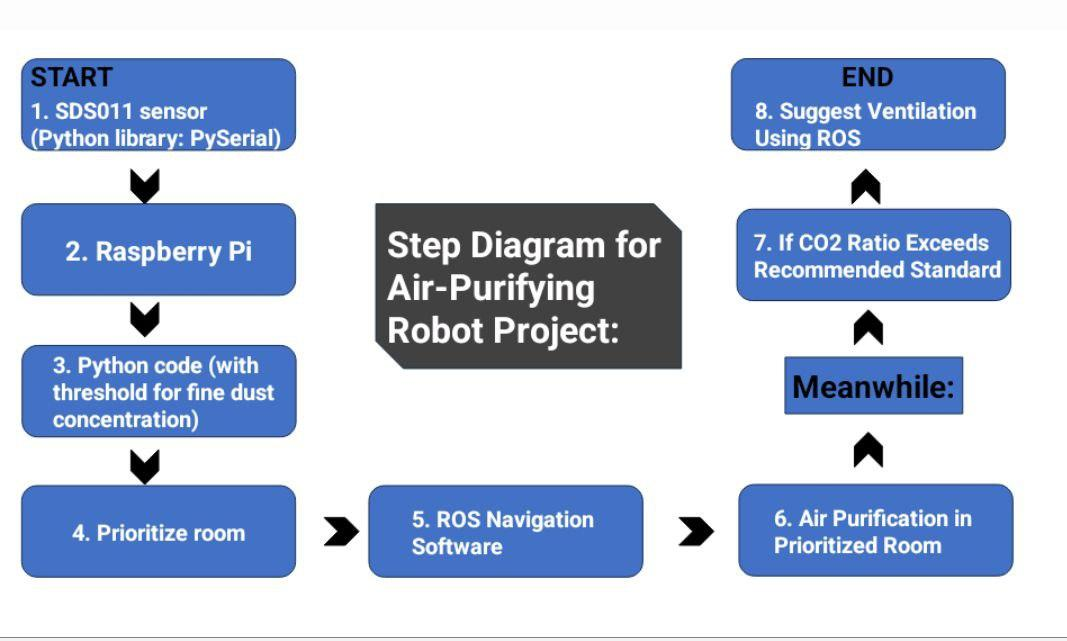 START
1. SDS011 sensor
(Python library: PySerial)
2. Raspberry Pi
3. Python code (with
threshold for fine dust
concentration)
4. Prioritize room
5. ROS Navigation
Software
6. Air Purification in
Prioritized Room
Meanwhile:
7. If CO2 Ratio Exceeds
Recommended Standard
END
8. Suggest Ventilation
Using ROS
Step Diagram for
Air-Purifying
Robot Project: